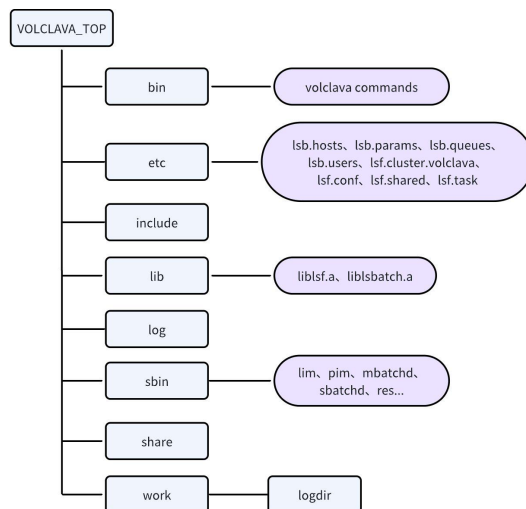 VOLCLAVA_TOP
bin
volclava commands
etc
lsb.hosts、lsb.params、lsb.queues、
lsb.users、lsf.cluster.volclava、
lsf.conf、lsf.shared、lsf.task
include
lib
liblsf.a、liblsbatch.a
log
sbin
lim、pim、mbatchd、
sbatchd、res...
share
work
logdir